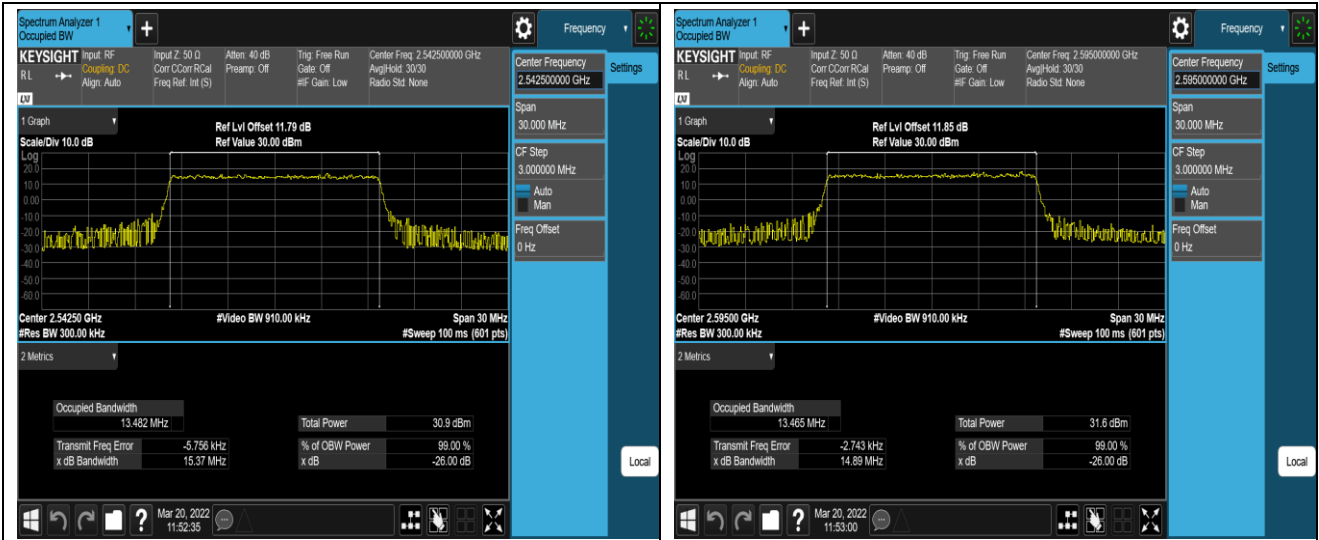 Spectrum Analyzer 1
Occupied BW
+
Frequency
KEYSIGHT Input: RF Input Z: 50 Ω Atten: 40 dB Trig: Free Run Center Freq: 2.542500000 GHz
Coupling: DC Corr CCorr RCal Preamp: Off Gate: Off Avg|Hold: 30/30
RL Align: Auto Freq Ref: Int (S) #IF Gain: Low Radio Std: None
LXI
Center Frequency
2.542500000 GHz
Settings
Span
30.000 MHz
CF Step
3.000000 MHz
Auto
Man
Freq Offset
0 Hz
Local
1 Graph
Ref Lvl Offset 11.79 dB
Scale/Div 10.0 dB Ref Value 30.00 dBm
Log
20.0
10.0
0.00
-10.0
-20.0
-30.0
-40.0
-50.0
-60.0
Center 2.54250 GHz #Video BW 910.00 kHz Span 30 MHz
#Res BW 300.00 kHz #Sweep 100 ms (601 pts)
2 Metrics
Occupied Bandwidth
13.482 MHz Total Power 30.9 dBm
Transmit Freq Error -5.756 kHz % of OBW Power 99.00 %
x dB Bandwidth 15.37 MHz x dB -26.00 dB
?
Mar 20, 2022
11:52:35
Spectrum Analyzer 1
Occupied BW
+
Frequency
KEYSIGHT Input: RF Input Z: 50 Ω Atten: 40 dB Trig: Free Run Center Freq: 2.595000000 GHz
Coupling: DC Corr CCorr RCal Preamp: Off Gate: Off Avg|Hold: 30/30
RL Align: Auto Freq Ref: Int (S) #IF Gain: Low Radio Std: None
LXI
Center Frequency
2.595000000 GHz
Settings
Span
30.000 MHz
CF Step
3.000000 MHz
Auto
Man
Freq Offset
0 Hz
Local
1 Graph
Ref Lvl Offset 11.85 dB
Scale/Div 10.0 dB Ref Value 30.00 dBm
Log
20.0
10.0
0.00
-10.0
-20.0
-30.0
-40.0
-50.0
-60.0
Center 2.59500 GHz #Video BW 910.00 kHz Span 30 MHz
#Res BW 300.00 kHz #Sweep 100 ms (601 pts)
2 Metrics
Occupied Bandwidth
13.465 MHz Total Power 31.6 dBm
Transmit Freq Error -2.743 kHz % of OBW Power 99.00 %
x dB Bandwidth 14.89 MHz x dB -26.00 dB
?
Mar 20, 2022
11:53:00